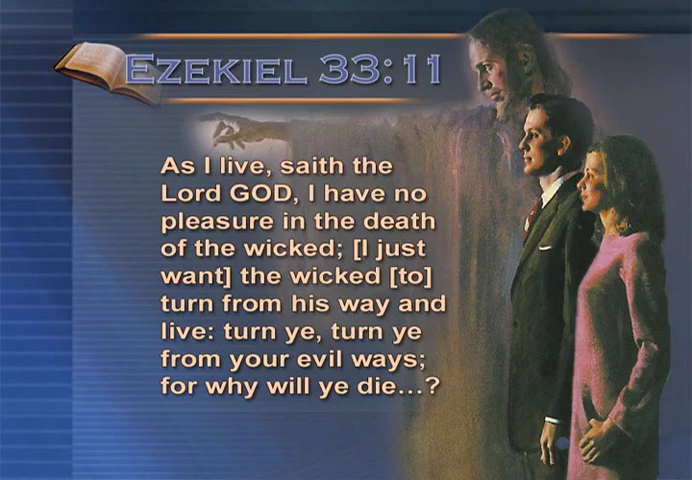 EZEKIEL 33:11
As I live, saith the
Lord GOD, I have no
pleasure in the death
of the wicked; [I just
want] the wicked [to]
turn from his way and
live: turn ye, turn ye
from your evil ways;
for why will ye die...?